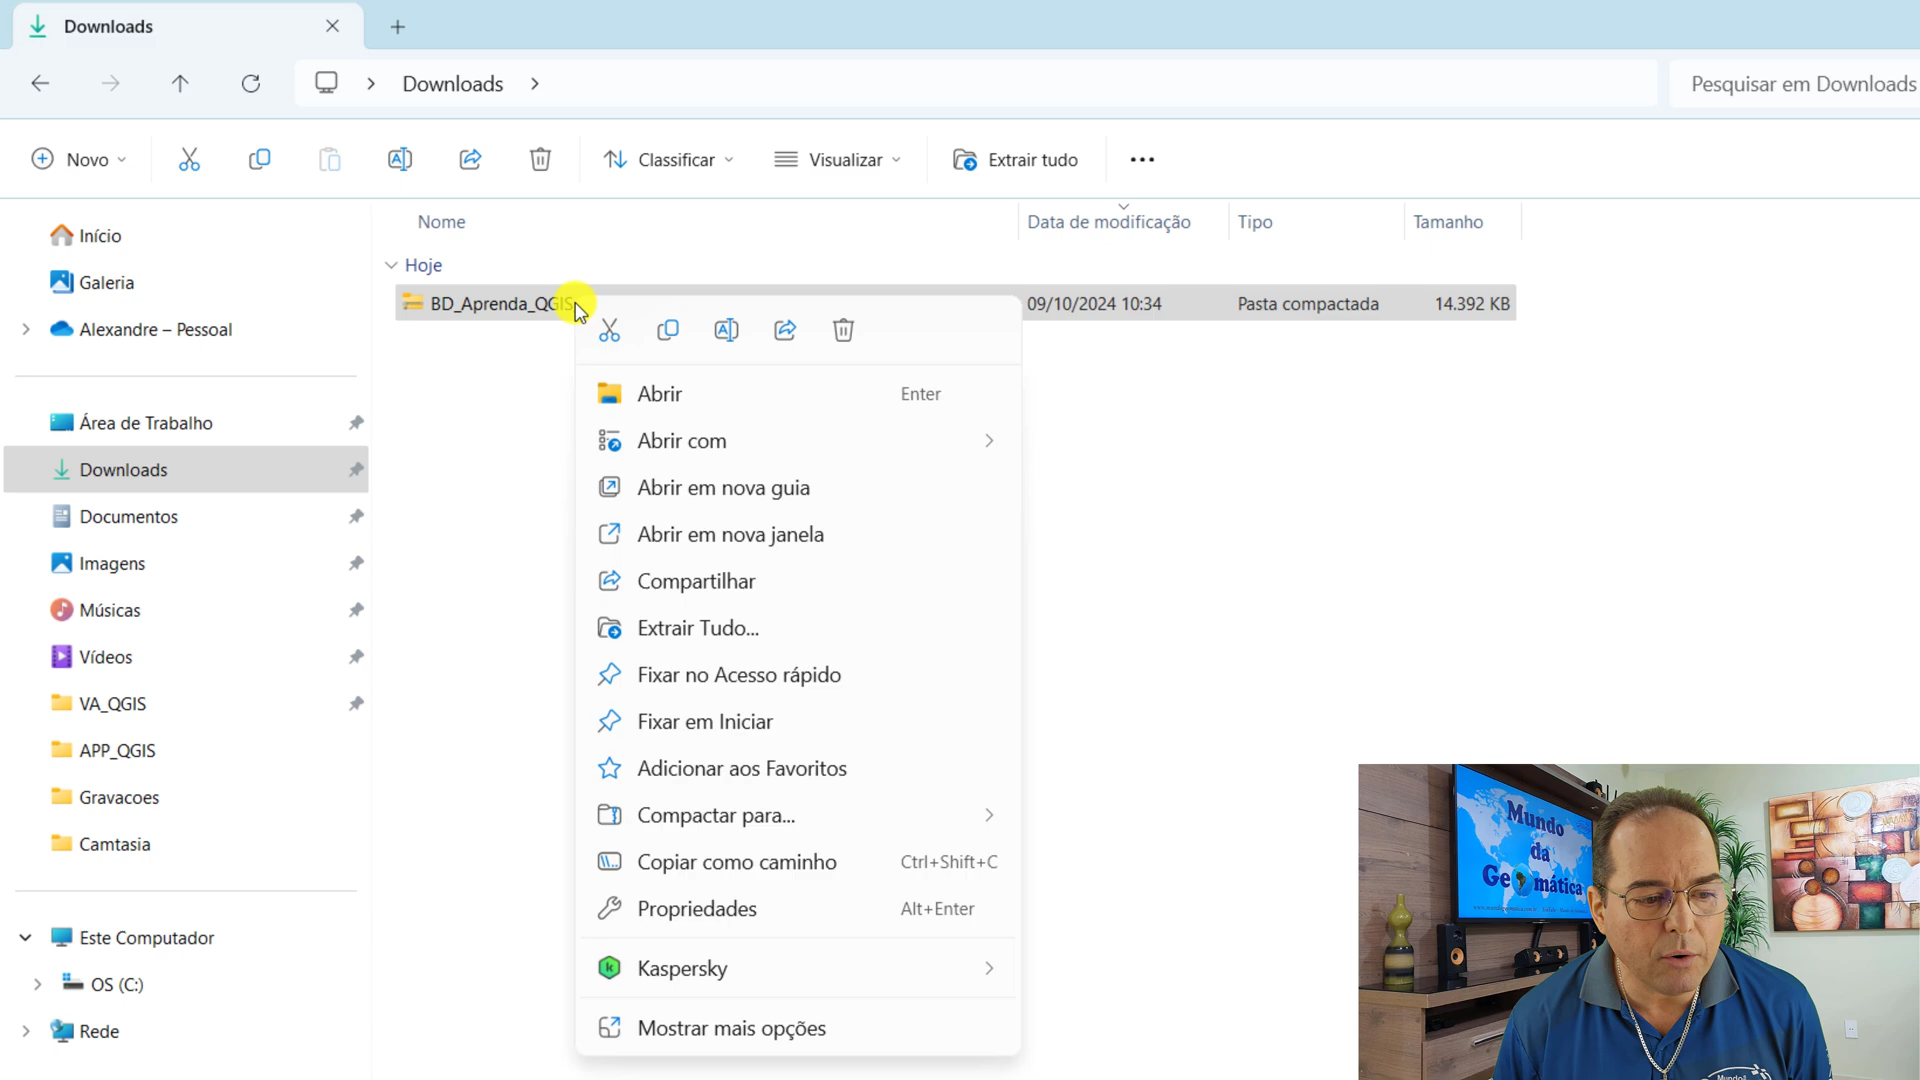 Downloads
Downloads
Pesquisar em Downloads
Novo
Classificar
Visualizar
Extrair tudo
Nome
Data de modificação
Tipo
Tamanho
Início
Galeria
Alexandre – Pessoal
Área de Trabalho
Downloads
Documentos
Imagens
Músicas
Vídeos
VA_QGIS
APP_QGIS
Gravacoes
Camtasia
Este Computador
OS (C:)
Rede
Hoje
BD_Aprenda_QGIS
09/10/2024 10:34
Pasta compactada
14.392 KB
Abrir Enter
Abrir com
Abrir em nova guia
Abrir em nova janela
Compartilhar
Extrair Tudo...
Fixar no Acesso rápido
Fixar em Iniciar
Adicionar aos Favoritos
Compactar para...
Copiar como caminho Ctrl+Shift+C
Propriedades Alt+Enter
Kaspersky
Mostrar mais opções
Mundo
da
Geomática